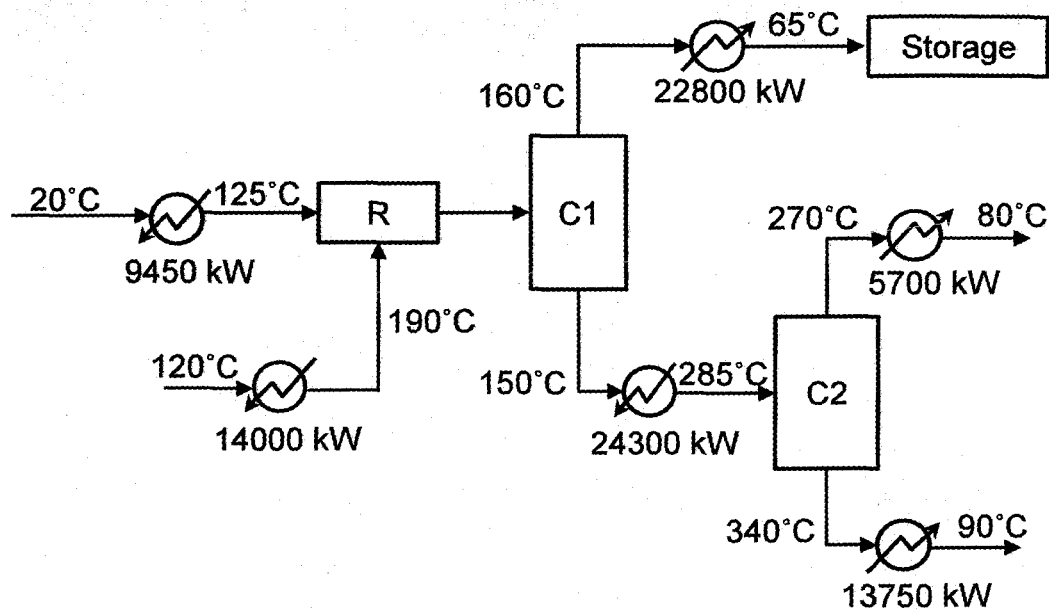 65˚C
Storage
160˚C
22800 kW
20˚C
125˚C
R
C1
9450 kW
270˚C
80˚C
5700 kW
190˚C
120˚C
14000 kW
150˚C
285˚C
C2
24300 kW
340˚C
90˚C
13750 kW